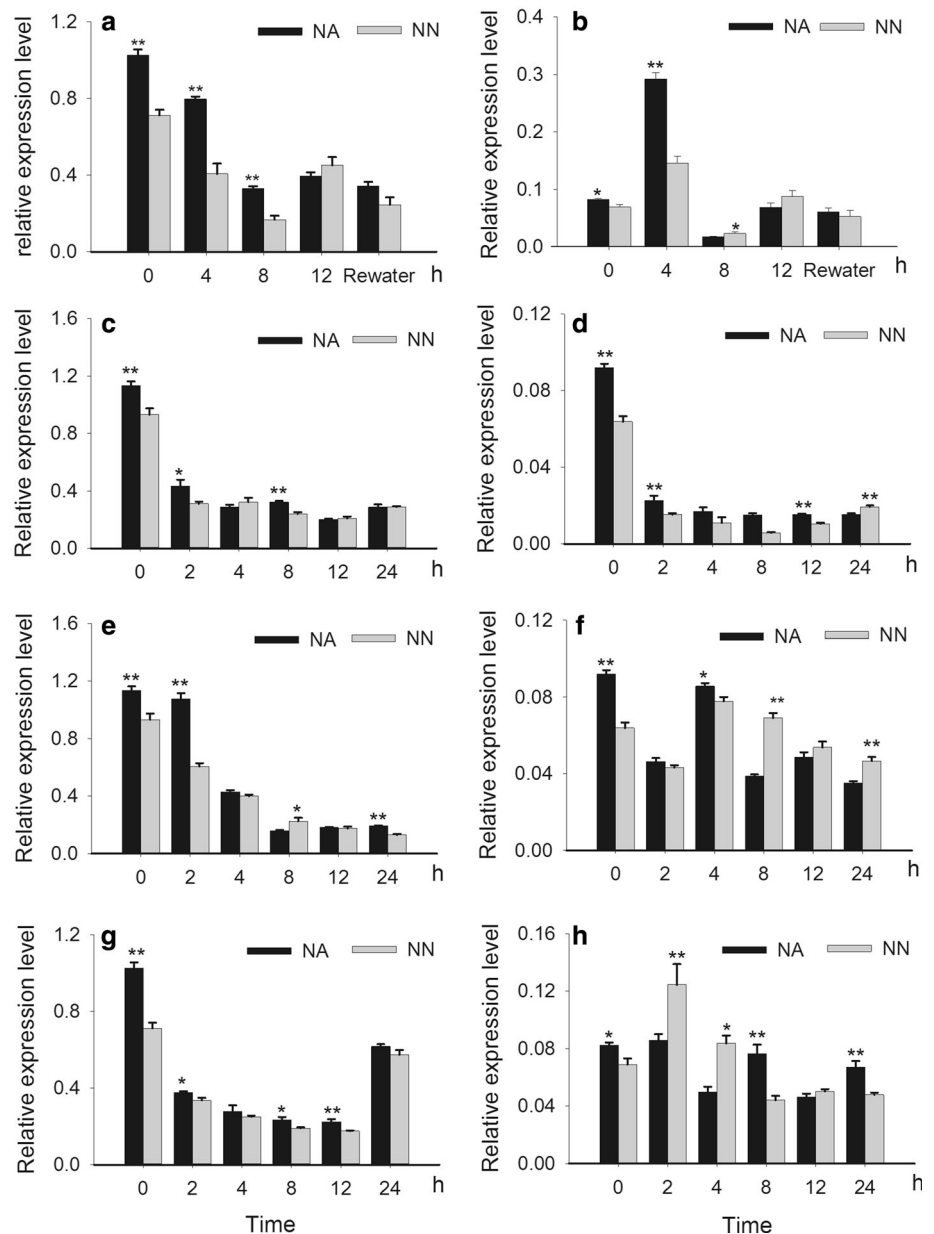 a
NA NN
relative expression level
1.2
0.8
0.4
0.0
** ** **
0 4 8 12 Rewater h
b
NA NN
Relative expression level
0.4
0.3
0.2
0.1
0.0
* ** *
0 4 8 12 Rewater h
c
NA NN
Relative expression level
1.6
1.2
0.8
0.4
0.0
** * **
0 2 4 8 12 24 h
d
NA NN
Relative expression level
0.12
0.08
0.04
0.00
** ** ** **
0 2 4 8 12 24 h
e
NA NN
Relative expression level
1.6
1.2
0.8
0.4
0.0
** ** * **
0 2 4 8 12 24 h
f
NA NN
Relative expression level
0.12
0.08
0.04
0.00
** * ** **
0 2 4 8 12 24 h
g
NA NN
Relative expression level
1.2
0.8
0.4
0.0
** * * **
0 2 4 8 12 24 h
Time
h
NA NN
Relative expression level
0.16
0.12
0.08
0.04
0.00
* ** * ** **
0 2 4 8 12 24 h
Time